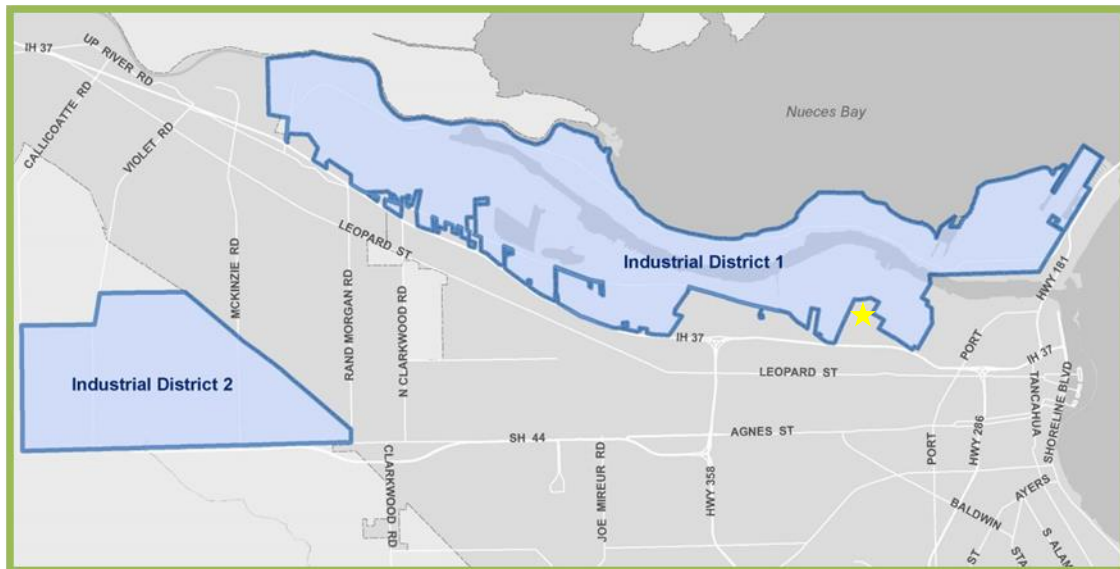 IH 37
UP RIVER RD
CALLICOATTE RD
VIOLET RD
Nueces Bay
LEOPARD ST
MCKINZIE RD
Industrial District 1
HWY 181
RAND MORGAN RD
N CLARKWOOD RD
IH 37
PORT
IH 37
LEOPARD ST
Industrial District 2
TANCAHUA
SHORELINE BLVD
SH 44
AGNES ST
CLARKWOOD RD
JOE MIREUR RD
HWY 358
PORT
HWY 286
AYERS
BALDWIN
ST
STA
S ALAM